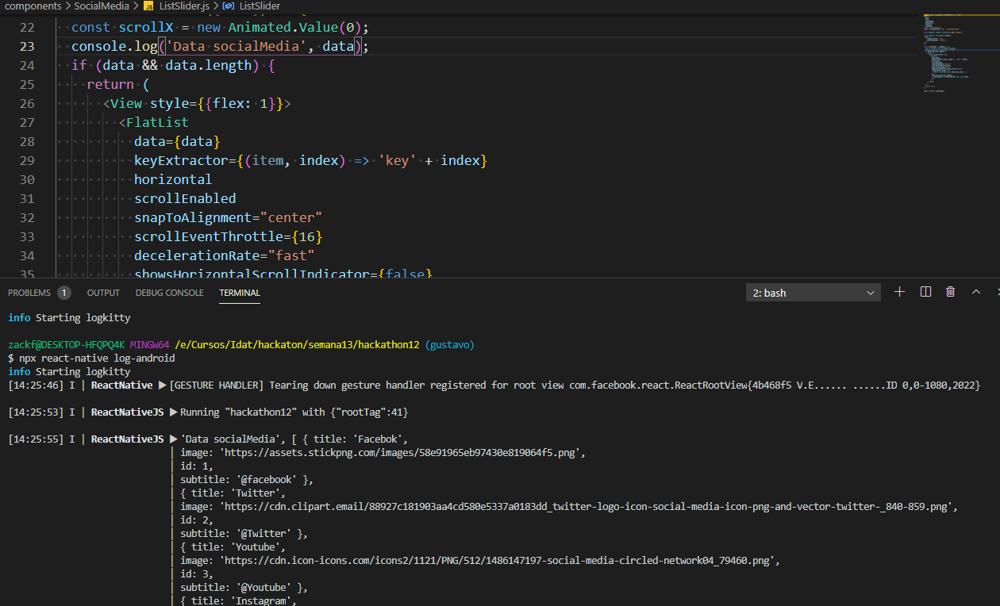 components > SocialMedia > JS ListSlider.js > ListSlider
22 const scrollX = new Animated.Value(0);
23 console.log('Data socialMedia', data);
24 if (data && data.length) {
25 return (
26 <View style={{flex: 1}}>
27 <FlatList
28 data={data}
29 keyExtractor={(item, index) => 'key' + index}
30 horizontal
31 scrollEnabled
32 snapToAlignment="center"
33 scrollEventThrottle={16}
34 decelerationRate="fast"
35 showsHorizontalScrollIndicator={false}
PROBLEMS 1 OUTPUT DEBUG CONSOLE TERMINAL 2: bash
info Starting logkitty
zackf@DESKTOP-HFQPQ4K MINGW64 /e/Cursos/Idat/hackaton/semana13/hackathon12 (gustavo)
$ npx react-native log-android
info Starting logkitty
[14:25:46] I | ReactNative ▶ [GESTURE HANDLER] Tearing down gesture handler registered for root view com.facebook.react.ReactRootView{4b468f5 V.E...... ......ID 0,0-1080,2022}
[14:25:53] I | ReactNativeJS ▶ Running "hackathon12" with {"rootTag":41}
[14:25:55] I | ReactNativeJS ▶ 'Data socialMedia', [ { title: 'Facebok',
| image: 'https://assets.stickpng.com/images/58e91965eb97430e819064f5.png',
| id: 1,
| subtitle: '@facebook' },
| { title: 'Twitter',
| image: 'https://cdn.clipart.email/88927c181903aa4cd580e5337a0183dd_twitter-logo-icon-social-media-icon-png-and-vector-twitter-_840-859.png',
| id: 2,
| subtitle: '@Twitter' },
| { title: 'Youtube',
| image: 'https://cdn.icon-icons.com/icons2/1121/PNG/512/1486147197-social-media-circled-network04_79460.png',
| id: 3,
| subtitle: '@Youtube' },
| { title: 'Instagram',